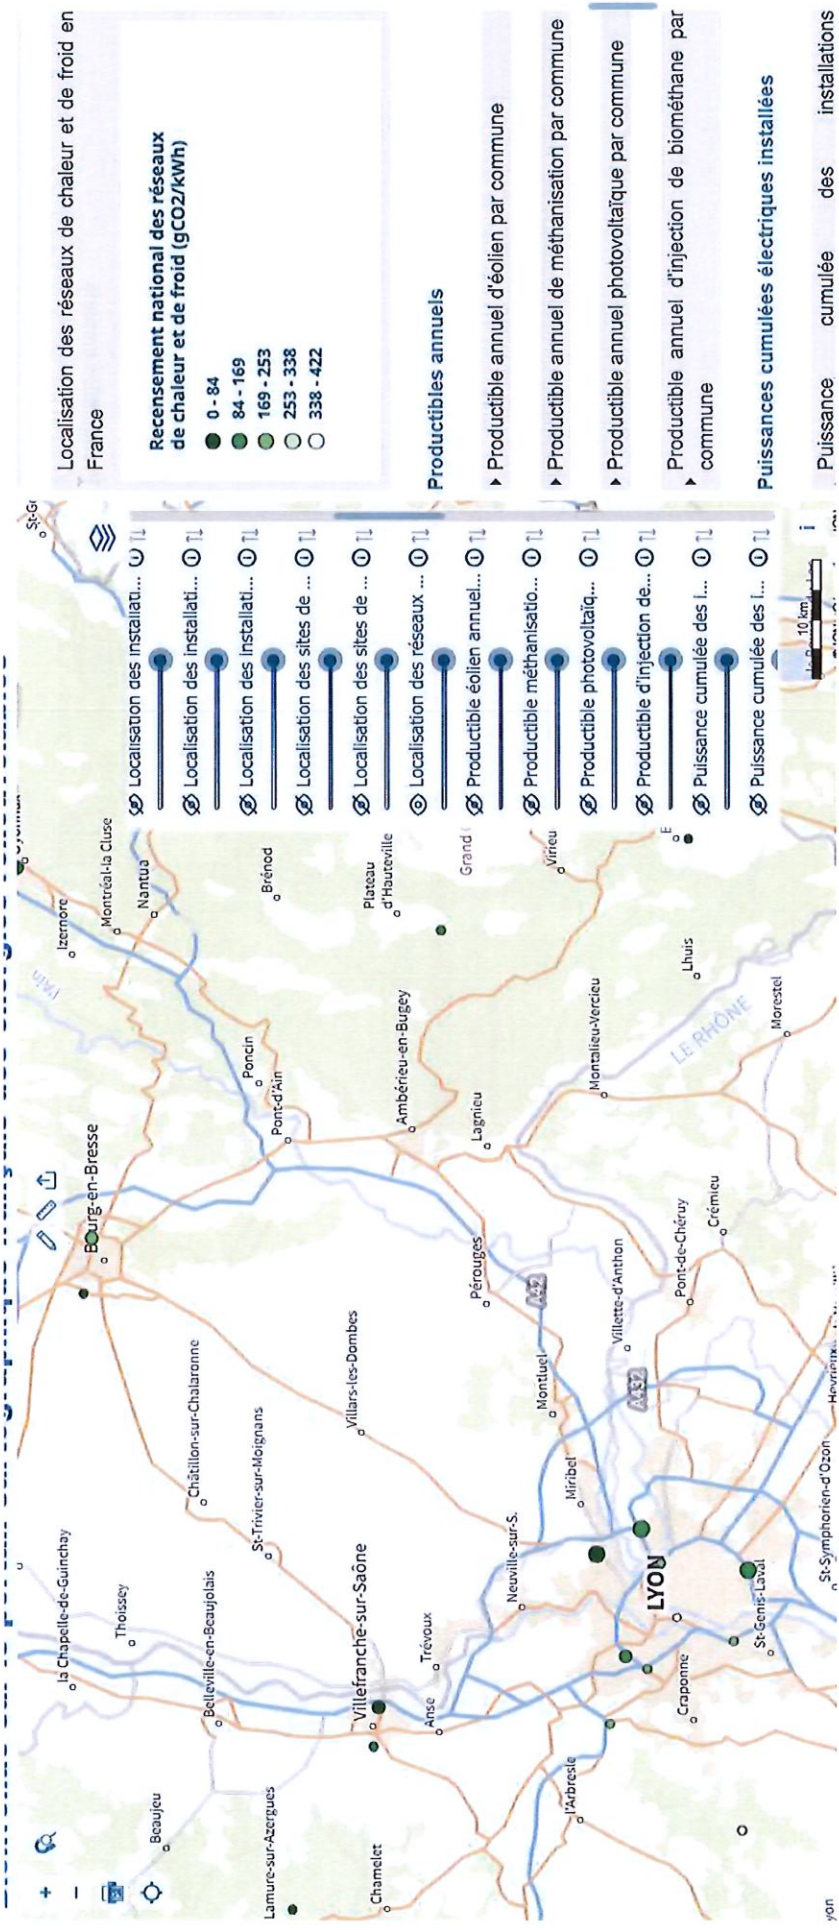 Localisation des réseaux de chaleur et de froid en
France
Recensement national des réseaux
de chaleur et de froid (gCO2/kWh)
0 - 84
84 - 169
169 - 253
253 - 338
338 - 422
Productibles annuels
Productible annuel d'éolien par commune
Productible annuel de méthanisation par commune
Productible annuel photovoltaïque par commune
Productible annuel d'injection de biométhane par
commune
Puissances cumulées électriques installées
Puissance cumulée des installations
Localisation des installati...
Localisation des installati...
Localisation des installati...
Localisation des sites de ...
Localisation des sites de ...
Localisation des réseaux ...
Productible éolien annuel...
Productible méthanisatio...
Productible photovoltaïq...
Productible d'injection de...
Puissance cumulée des i...
Puissance cumulée des i...
10 km
i
la Chapelle-de-Guinchay
Thoissey
Beaujeu
Belleville-en-Beaujolais
Lamure-sur-Azergues
Chamelet
Villefranche-sur-Saône
Anse
Trévoux
l'Arbresle
Craponne
LYON
St-Genis-Laval
St-Symphorien-d'Ozon
Neuville-sur-S.
Miribel
Montluel
A42
A432
Villette-d'Anthon
Pont-de-Chéruy
Crémieu
Pérouges
Villars-les-Dombes
St-Trivier-sur-Moignans
Châtillon-sur-Chalaronne
Bourg-en-Bresse
Pont-d'Ain
Poncin
Ambérieu-en-Bugey
Lagnieu
Montalieu-Vercieu
LE RHÔNE
Morestel
Lhuis
Virieu
Grand
Plateau
d'Hauteville
Brénod
Nantua
Montréal-la Cluse
Izernore
l'Ain